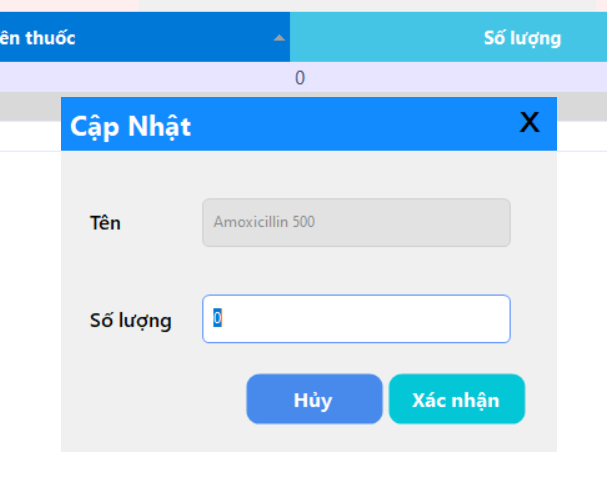 ên thuốc
Số lượng
0
Cập Nhật
X
Tên
Amoxicillin 500
Số lượng
0
Hủy
Xác nhận